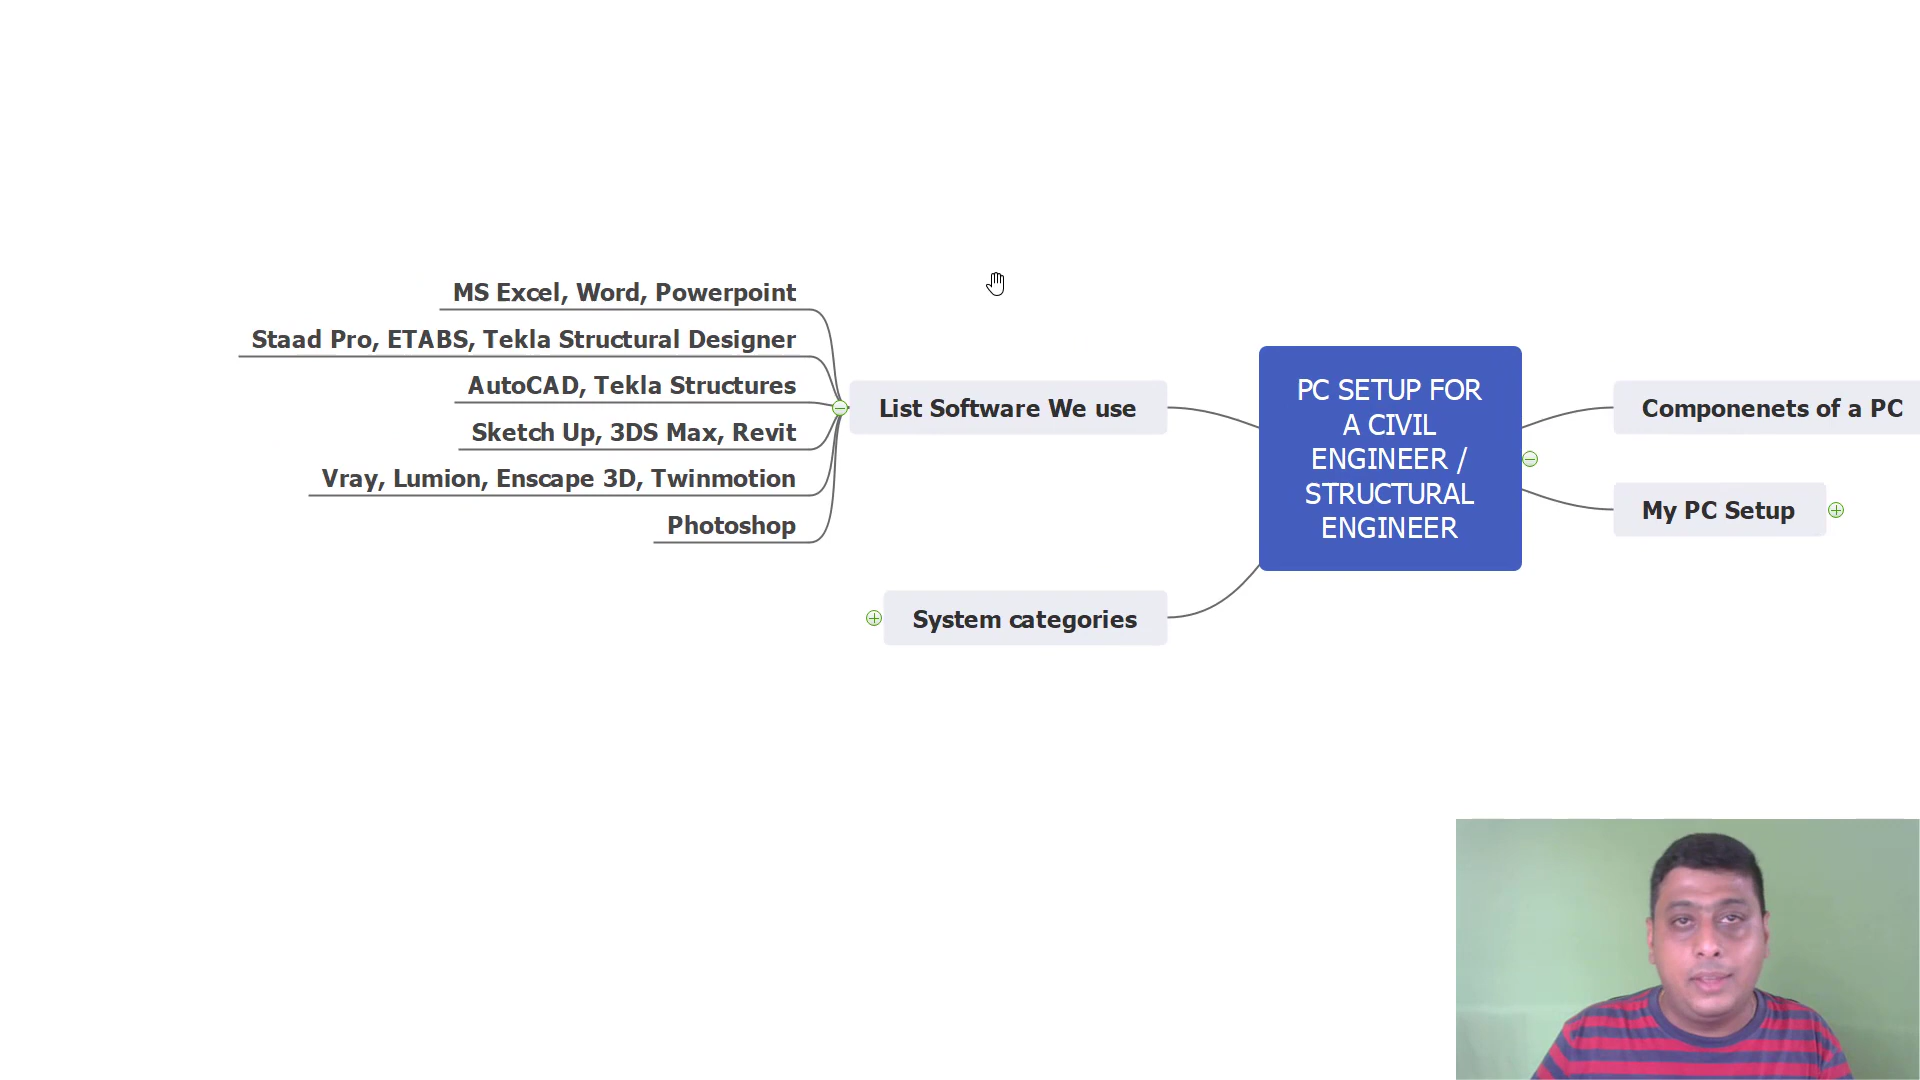 MS Excel, Word, Powerpoint
Staad Pro, ETABS, Tekla Structural Designer
AutoCAD, Tekla Structures
Sketch Up, 3DS Max, Revit
Vray, Lumion, Enscape 3D, Twinmotion
Photoshop
List Software We use
System categories
PC SETUP FOR
A CIVIL
ENGINEER /
STRUCTURAL
ENGINEER
Componenets of a PC
My PC Setup